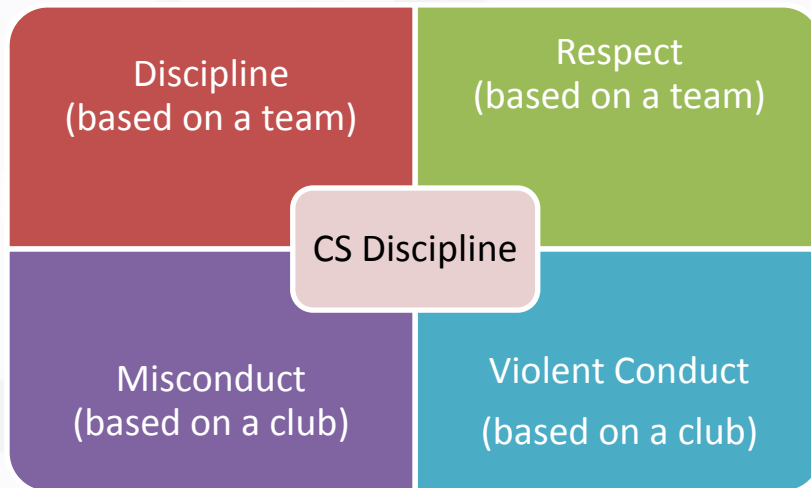 Discipline
(based on a team)
Respect
(based on a team)
CS Discipline
Misconduct
(based on a club)
Violent Conduct
(based on a club)